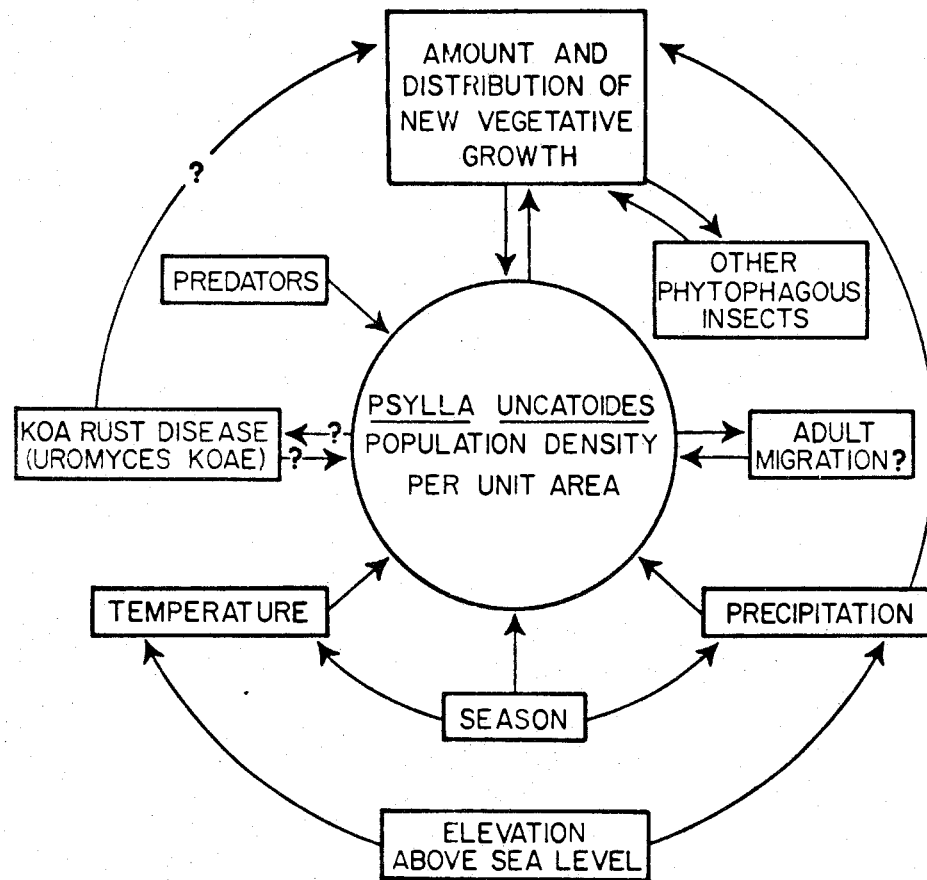 AMOUNT AND
DISTRIBUTION OF
NEW VEGETATIVE
GROWTH
?
PREDATORS
OTHER
PHYTOPHAGOUS
INSECTS
PSYLLA UNCATOIDES
POPULATION DENSITY
PER UNIT AREA
KOA RUST DISEASE
(UROMYCES KOAE)
?
?
ADULT
MIGRATION?
TEMPERATURE
PRECIPITATION
SEASON
ELEVATION
ABOVE SEA LEVEL